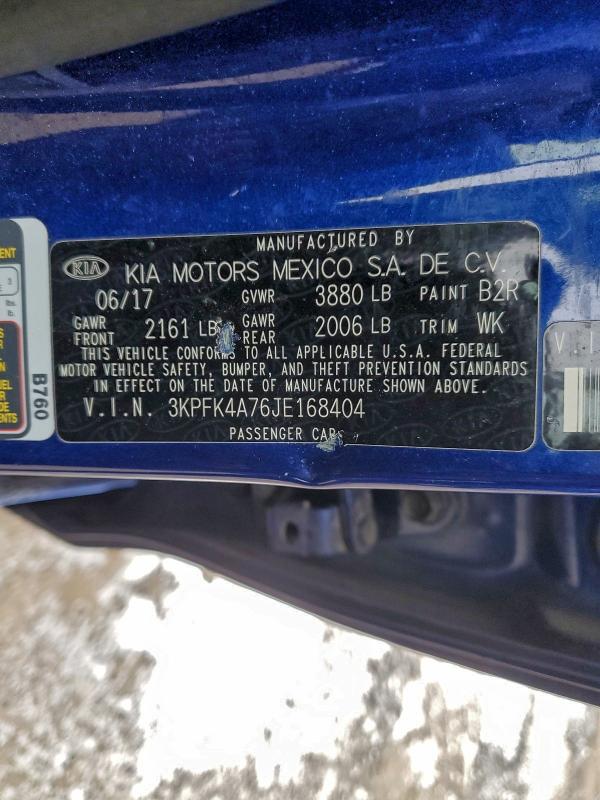 MANUFACTURED BY
KIA KIA MOTORS MEXICO S.A. DE C.V.
06/17 GVWR 3880 LB PAINT B2R
GAWR FRONT 2161 LB GAWR REAR 2006 LB TRIM WK
THIS VEHICLE CONFORMS TO ALL APPLICABLE U.S.A. FEDERAL
MOTOR VEHICLE SAFETY, BUMPER, AND THEFT PREVENTION STANDARDS
IN EFFECT ON THE DATE OF MANUFACTURE SHOWN ABOVE.
V.I.N. 3KPFK4A76JE168404
PASSENGER CAR
B760
V.I